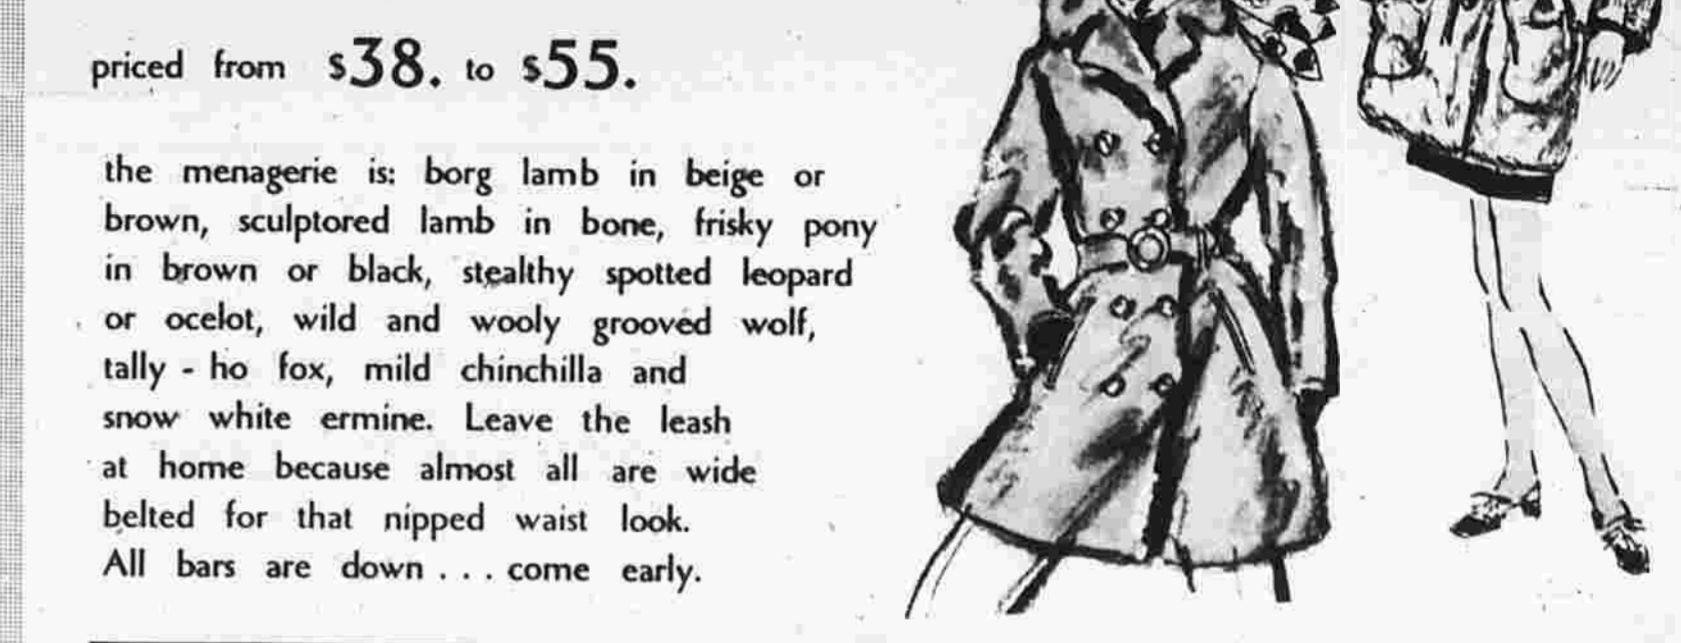 priced from $38. to $55.
the menagerie is: borg lamb in beige or
brown, sculptored lamb in bone, frisky pony
in brown or black, stealthy spotted leopard
or ocelot, wild and wooly grooved wolf,
tally - ho fox, mild chinchilla and
snow white ermine. Leave the leash
at home because almost all are wide
belted for that nipped waist look.
All bars are down . . . come early.